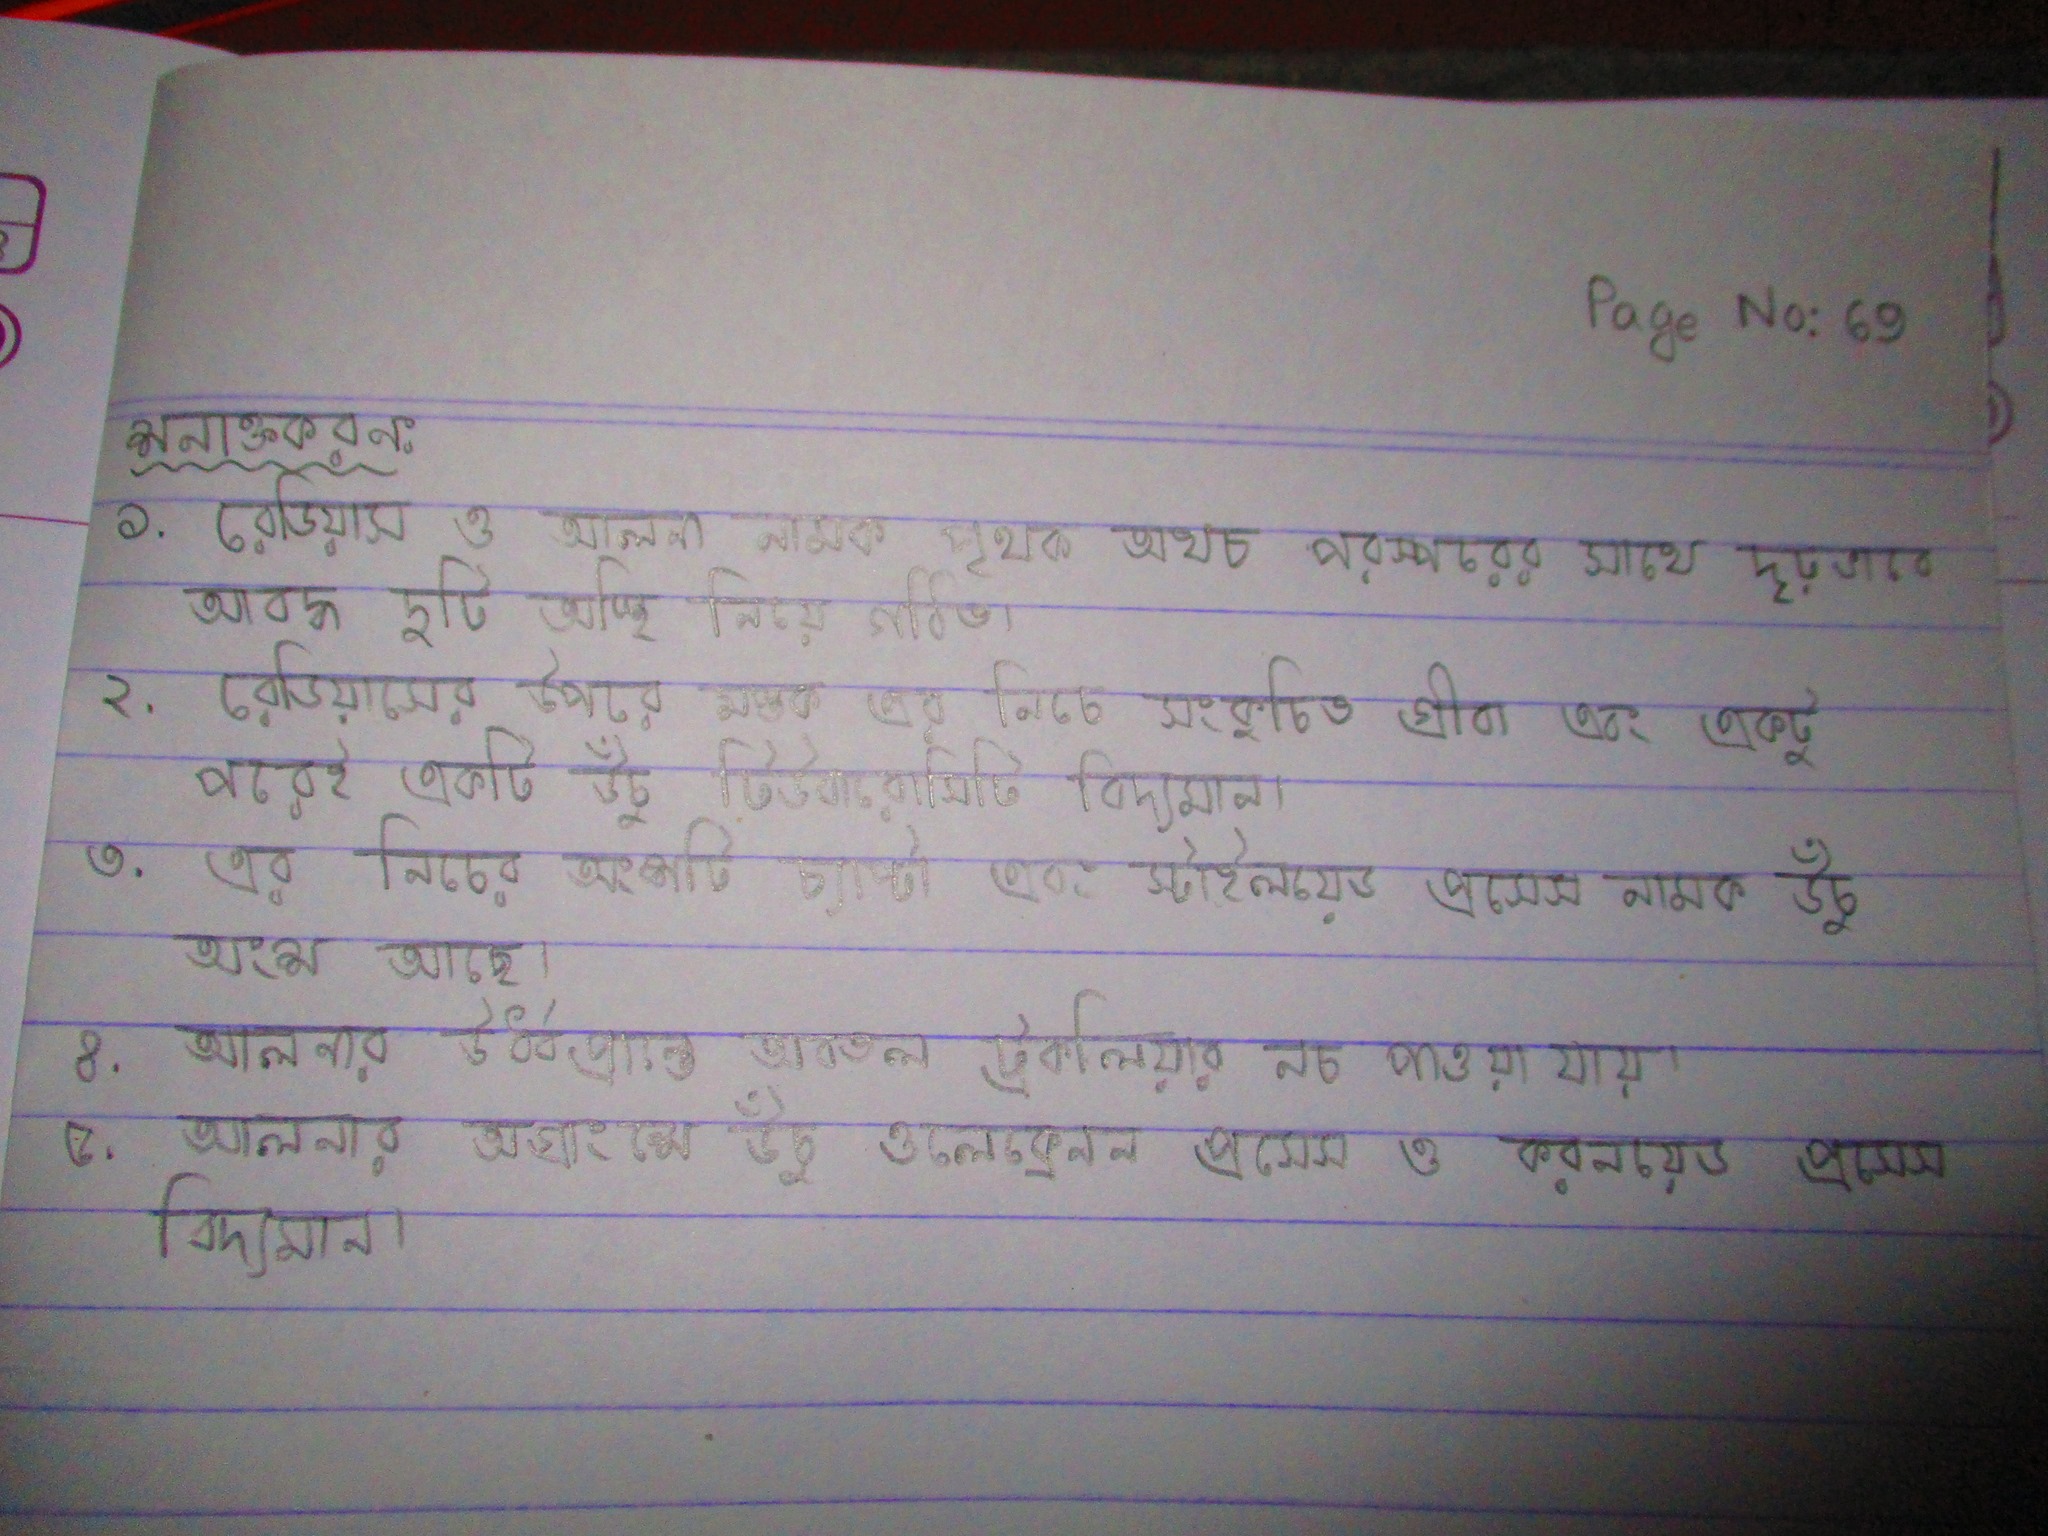 Page No: 69
শনাক্তকরনঃ
১. রেডিয়াস ও আলনা নামক পৃথক অথচ পরস্পরের সাথে দৃঢ়ভাবে
আবদ্ধ দুটি অস্থি নিয়ে গঠিত।
২. রেডিয়াসের উপরে মস্তক এর নিচে সংকুচিত গ্রীবা এবং একটু
পরেই একটি উঁচু টিউবারোসিটি বিদ্যমান।
৩. এর নিচের অংশটি চ্যাপ্টা এবং স্টাইলয়েড প্রসেস নামক উঁচু
অংশ আছে।
৪. আলনার উর্ধ্বপ্রান্তে অবতল ট্রকলিয়ার নচ পাওয়া যায়।
৫. আলনার অগ্রাংশে উঁচু ওলেক্রেনন প্রসেস ও করনয়েড প্রসেস
বিদ্যমান।